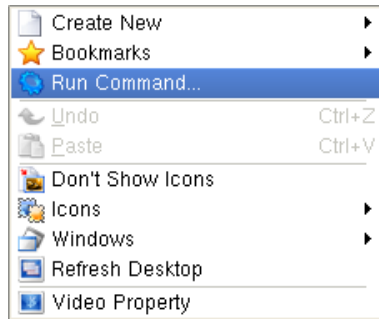 Create New
Bookmarks
Run Command...
Undo Ctrl+Z
Paste Ctrl+V
Don't Show Icons
Icons
Windows
Refresh Desktop
Video Property